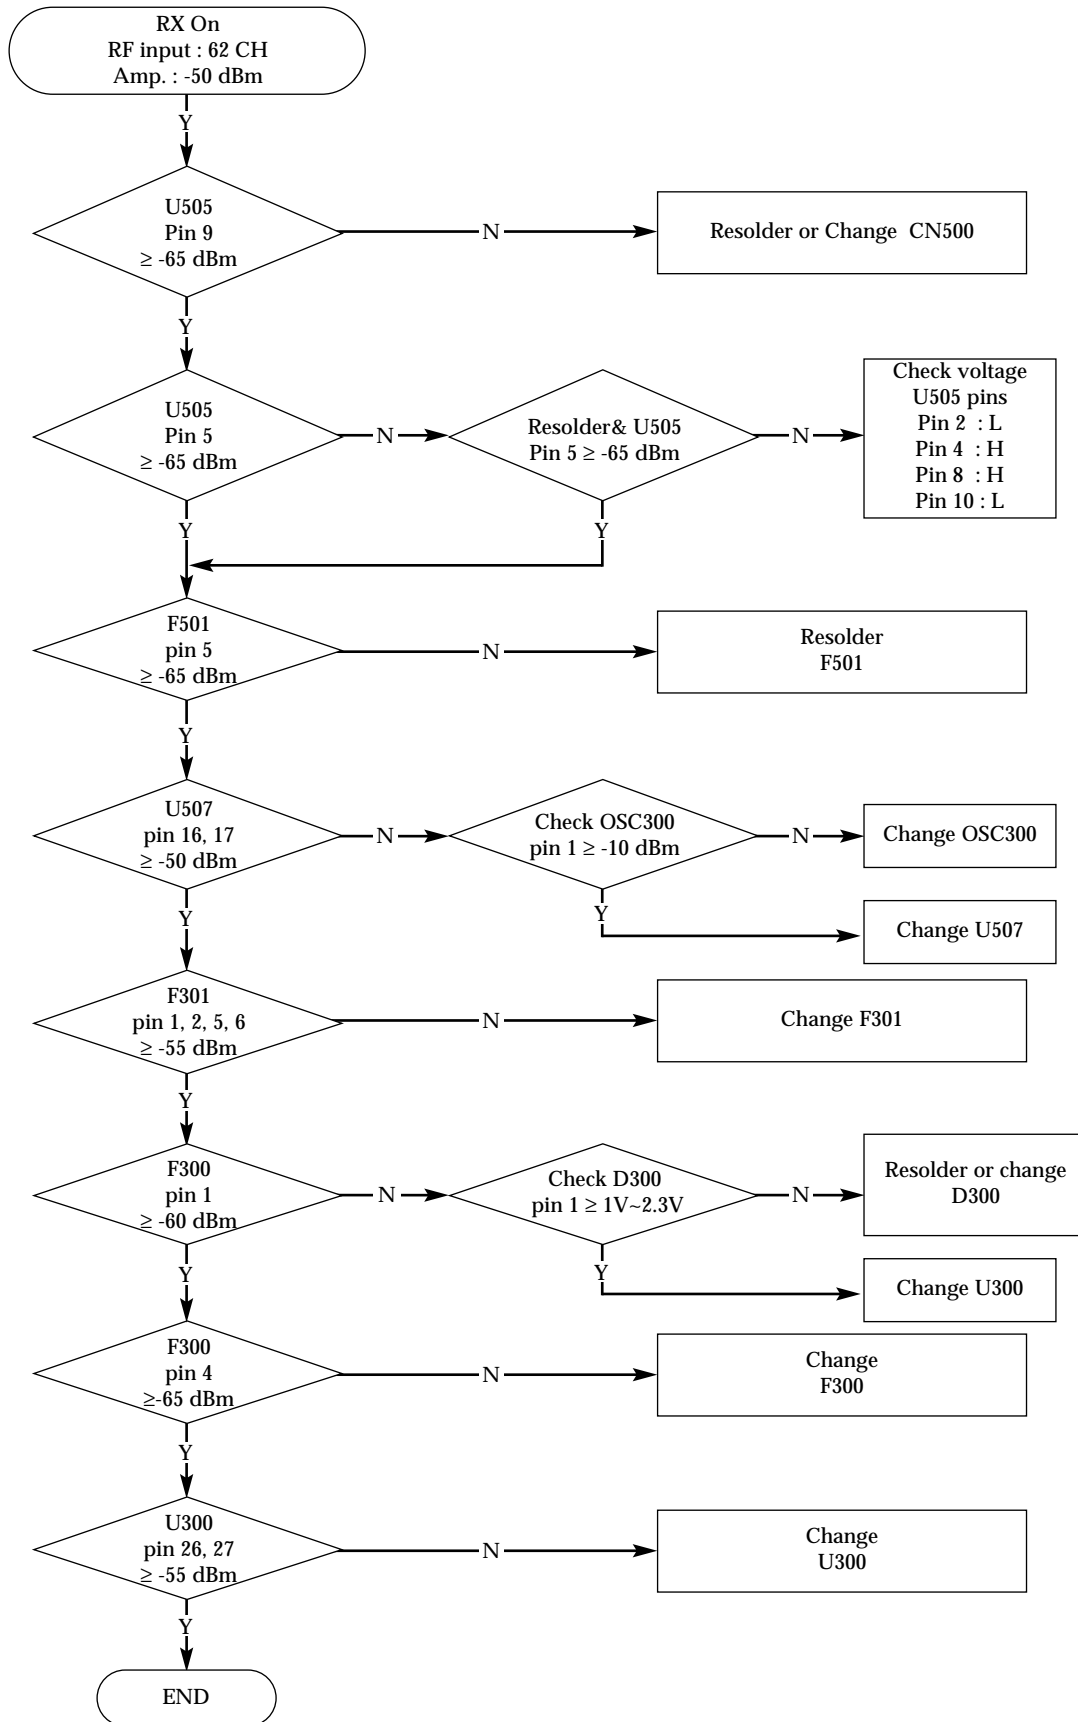 RX On
RF input : 62 CH
Amp. : -50 dBm
Y
U505
Pin 9
≥ -65 dBm
N
Resolder or Change CN500
Y
U505
Pin 5
≥ -65 dBm
N
Resolder& U505
Pin 5 ≥ -65 dBm
N
Check voltage
U505 pins
Pin 2 : L
Pin 4 : H
Pin 8 : H
Pin 10 : L
Y
Y
F501
pin 5
≥ -65 dBm
N
Resolder
F501
Y
U507
pin 16, 17
≥ -50 dBm
N
Check OSC300
pin 1 ≥ -10 dBm
N
Change OSC300
Y
Change U507
Y
F301
pin 1, 2, 5, 6
≥ -55 dBm
N
Change F301
Y
F300
pin 1
≥ -60 dBm
N
Check D300
pin 1 ≥ 1V~2.3V
N
Resolder or change
D300
Y
Change U300
Y
F300
pin 4
≥-65 dBm
N
Change
F300
Y
U300
pin 26, 27
≥ -55 dBm
N
Change
U300
Y
END